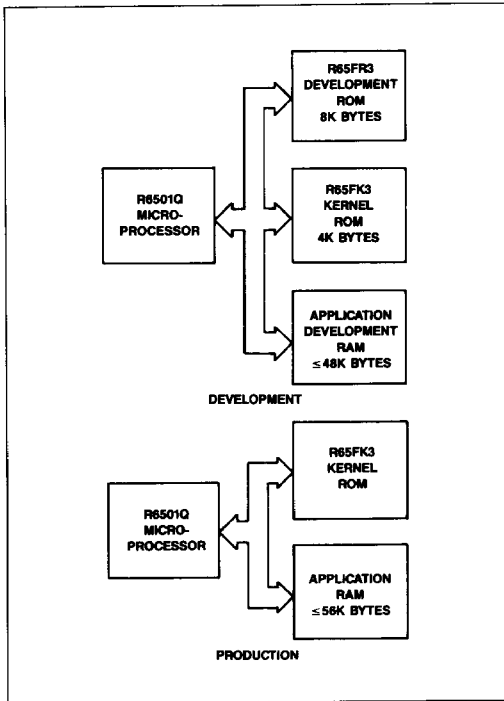 R65FR3
DEVELOPMENT
ROM
8K BYTES
R6501Q
MICRO-
PROCESSOR
R65FK3
KERNEL
ROM
4K BYTES
APPLICATION
DEVELOPMENT
RAM
≤48K BYTES
DEVELOPMENT
R65FK3
KERNEL
ROM
R6501Q
MICRO-
PROCESSOR
APPLICATION
RAM
≤56K BYTES
PRODUCTION